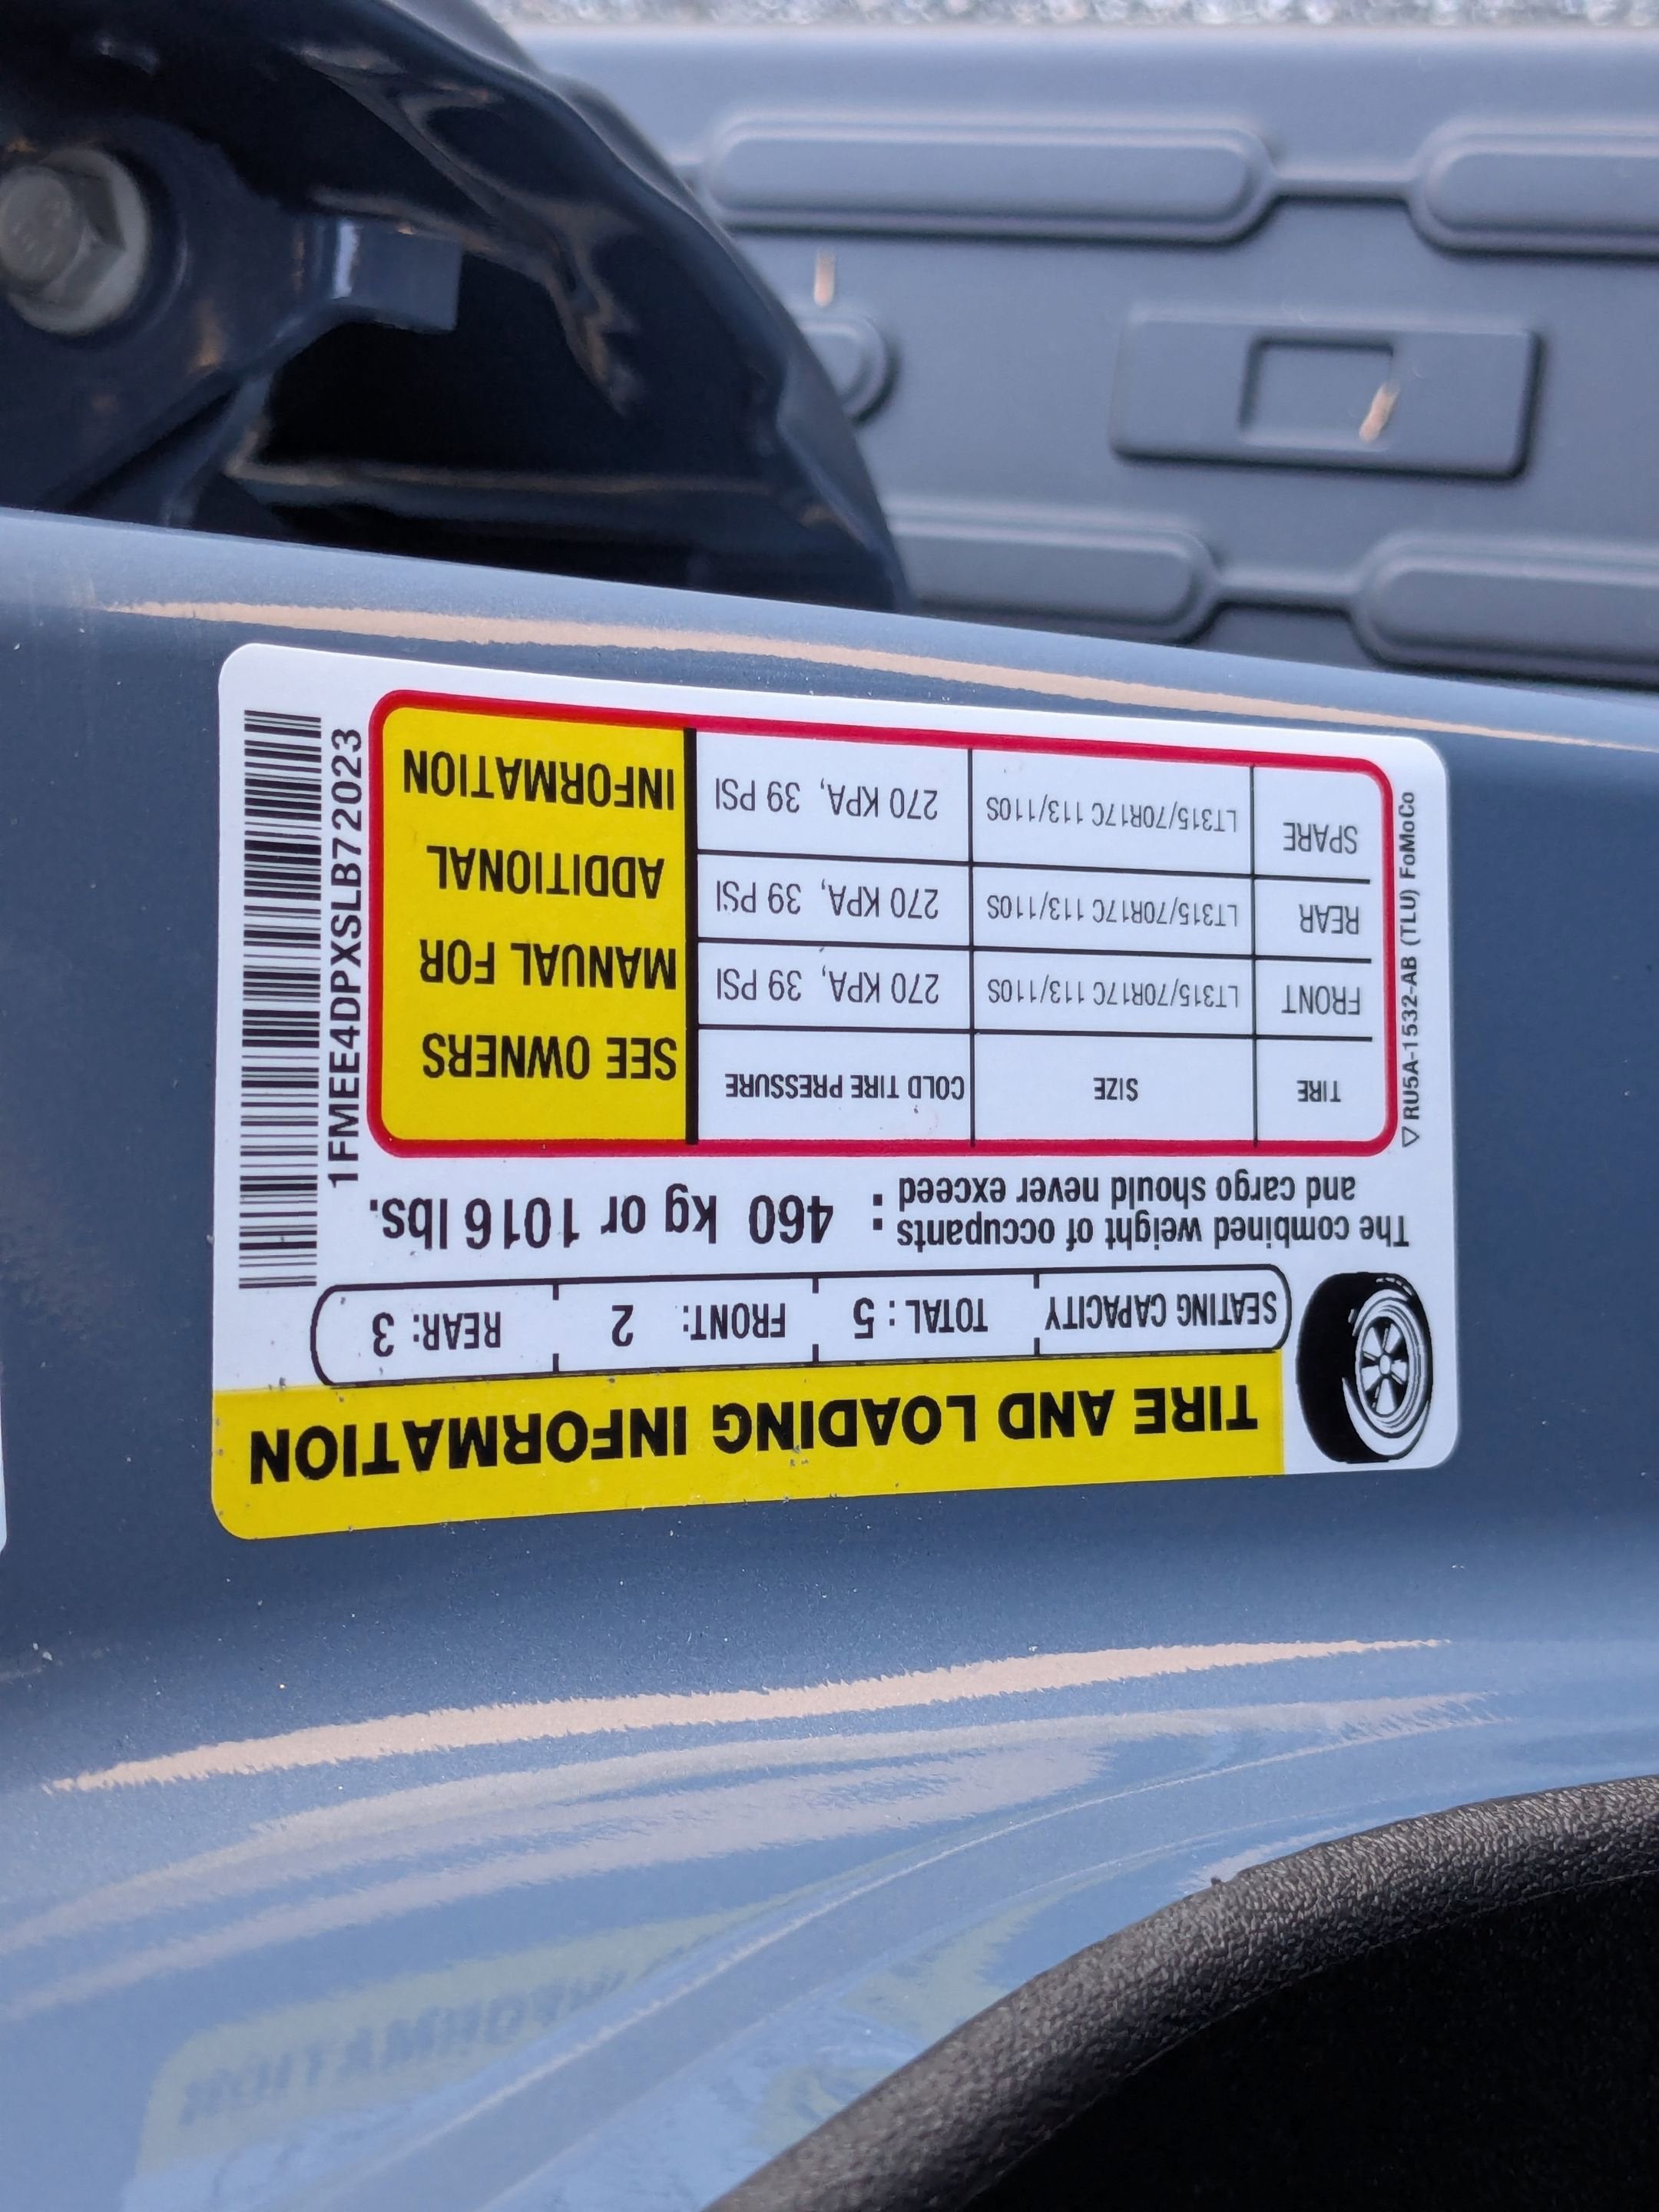 TIRE AND LOADING INFORMATION
SEATING CAPACITY TOTAL : 5 FRONT: 2 REAR: 3
The combined weight of occupants
and cargo should never exceed : 460 kg or 1016 lbs.
TIRE SIZE COLD TIRE PRESSURE
FRONT LT315/70R17C 113/110S 270 KPA, 39 PSI
REAR LT315/70R17C 113/110S 270 KPA, 39 PSI
SPARE LT315/70R17C 113/110S 270 KPA, 39 PSI
SEE OWNERS
MANUAL FOR
ADDITIONAL
INFORMATION
1FMEE4DPXSLB72023
▽RU5A-1532-AB (TLU) FoMoCo